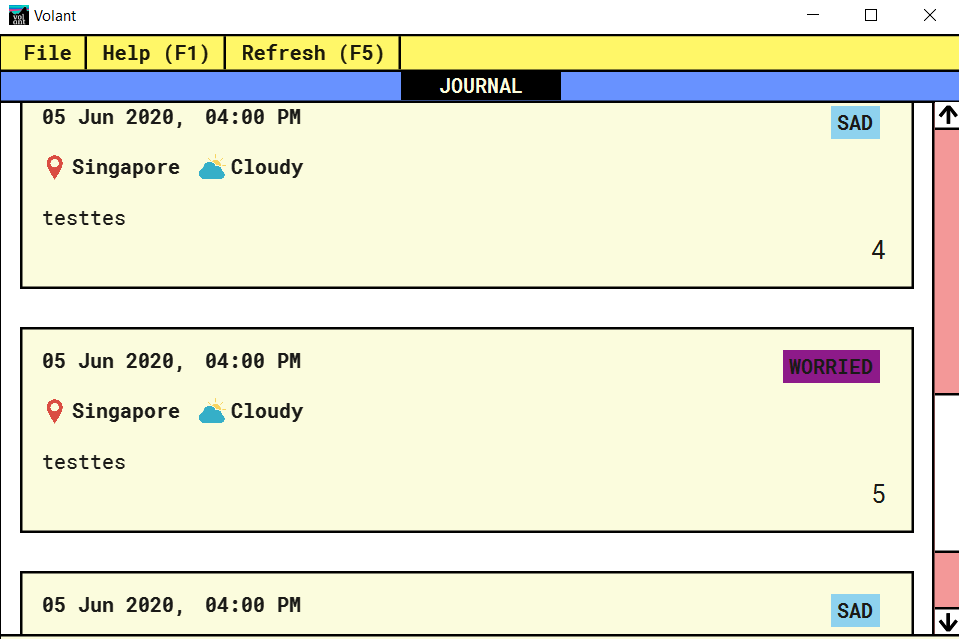 Volant
File Help (F1) Refresh (F5)
JOURNAL
05 Jun 2020, 04:00 PM SAD
Singapore Cloudy
testtes
4
05 Jun 2020, 04:00 PM WORRIED
Singapore Cloudy
testtes
5
05 Jun 2020, 04:00 PM SAD